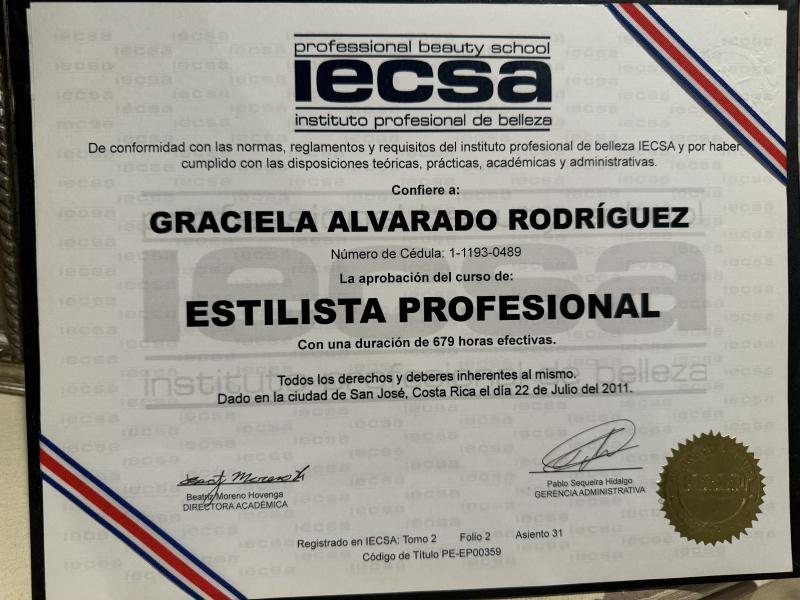 professional beauty school
iecsa
instituto profesional de belleza
De conformidad con las normas, reglamentos y requisitos del instituto profesional de belleza IECSA y por haber
cumplido con las disposiciones teóricas, prácticas, académicas y administrativas.
Confiere a:
GRACIELA ALVARADO RODRÍGUEZ
Número de Cédula: 1-1193-0489
La aprobación del curso de:
ESTILISTA PROFESIONAL
Con una duración de 679 horas efectivas.
Todos los derechos y deberes inherentes al mismo.
Dado en la ciudad de San José, Costa Rica el día 22 de Julio del 2011.
Beatriz Moreno Hovenga
DIRECTORA ACADÉMICA
Pablo Sequeira Hidalgo
GERENCIA ADMINISTRATIVA
Registrado en IECSA: Tomo 2 Folio 2 Asiento 31
Código de Título PE-EP00359